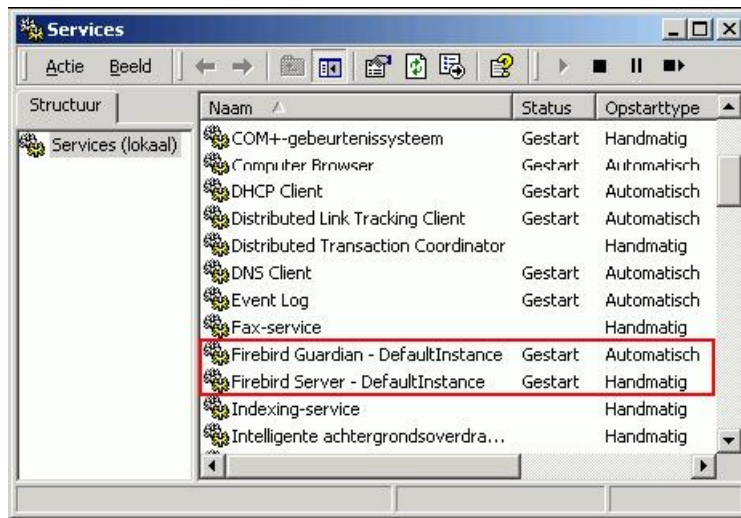 Services
Actie Beeld
Structuur
Services (lokaal)
Naam Status Opstarttype
COM+-gebeurtenissysteem Gestart Handmatig
Computer Browser Gestart Automatisch
DHCP Client Gestart Automatisch
Distributed Link Tracking Client Gestart Automatisch
Distributed Transaction Coordinator Handmatig
DNS Client Gestart Automatisch
Event Log Gestart Automatisch
Fax-service Handmatig
Firebird Guardian - DefaultInstance Gestart Automatisch
Firebird Server - DefaultInstance Gestart Handmatig
Indexing-service Handmatig
Intelligente achtergrondsoverdra... Handmatig